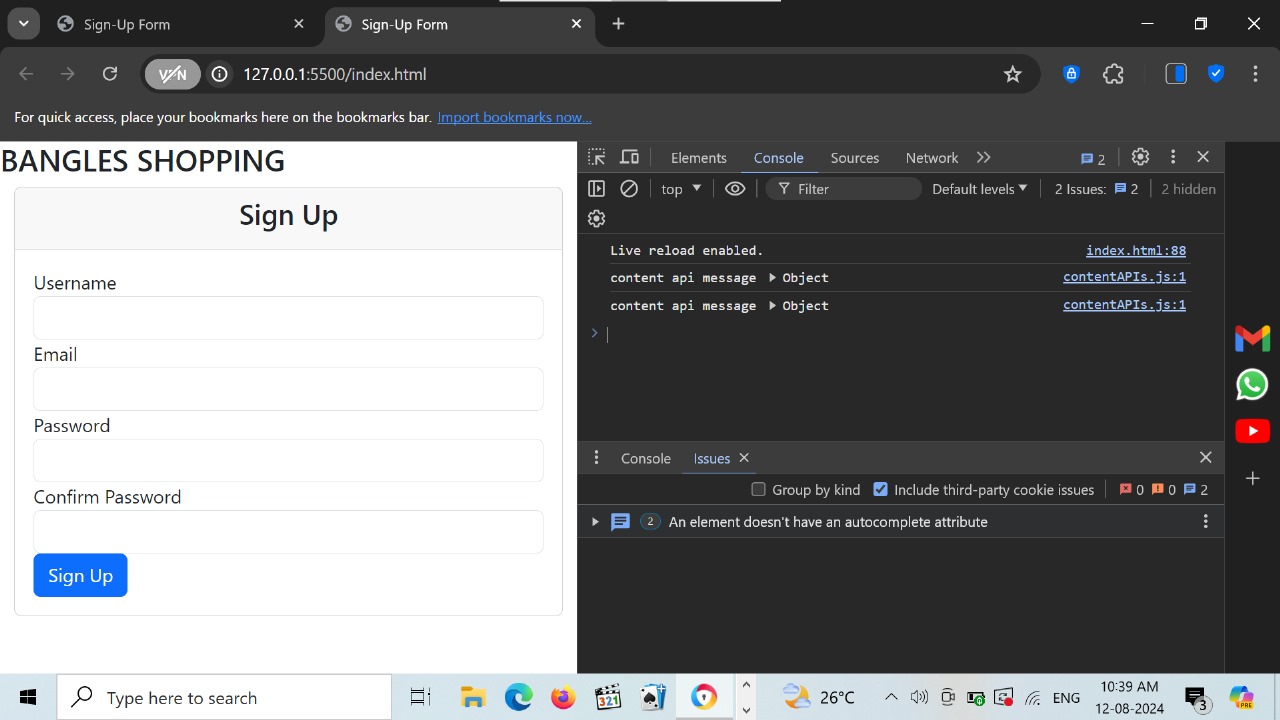 Sign-Up Form
Sign-Up Form
VPN
127.0.0.1:5500/index.html
For quick access, place your bookmarks here on the bookmarks bar. Import bookmarks now...
BANGLES SHOPPING
Sign Up
Username
Email
Password
Confirm Password
Sign Up
Elements Console Sources Network 2
top Filter Default levels 2 Issues: 2 2 hidden
Live reload enabled. index.html:88
content api message Object contentAPIs.js:1
content api message Object contentAPIs.js:1
Console Issues
Group by kind Include third-party cookie issues 0 0 2
2 An element doesn't have an autocomplete attribute
Type here to search
321
26°C
ENG
10:39 AM
12-08-2024
3
PRE